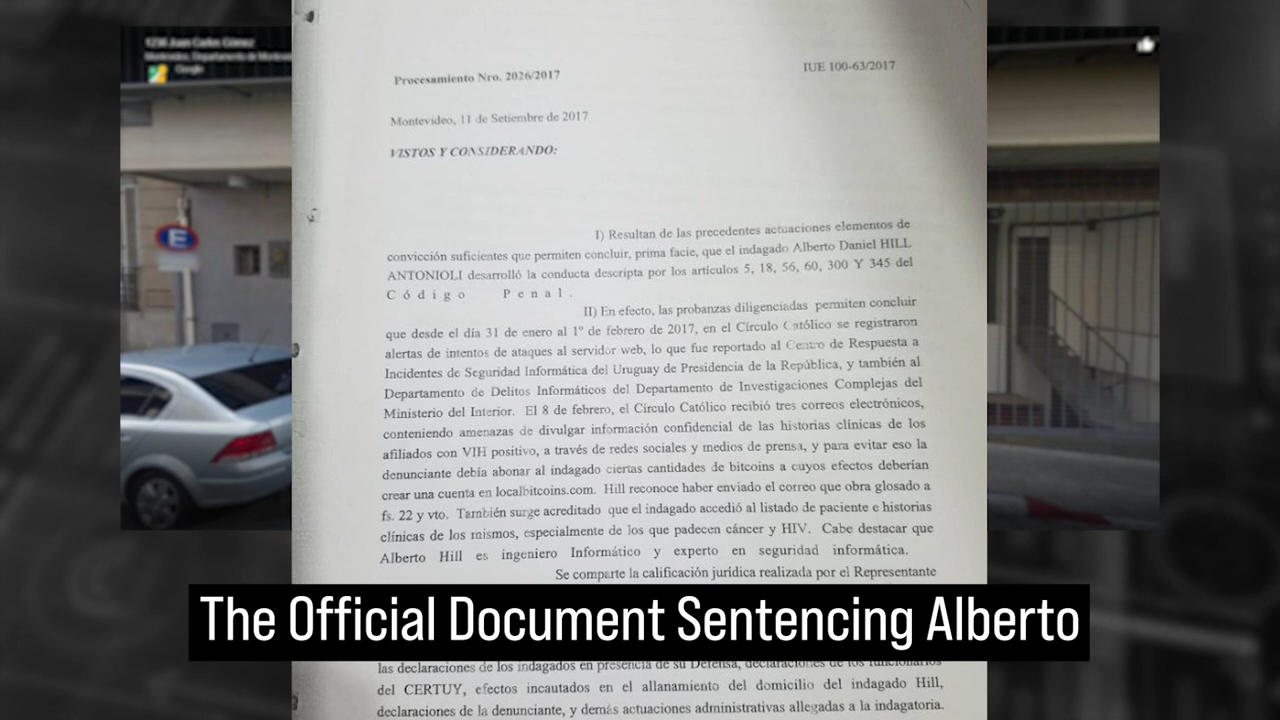 1236 Juan Carlos Gómez
Montevideo, Departamento de
Google
E
Procesamiento Nro. 2026/2017
IUE 100-63/2017
Montevideo, 11 de Setiembre de 2017
VISTOS Y CONSIDERANDO:
I) Resultan de las precedentes actuaciones elementos de
convicción suficientes que permiten concluir, prima facie, que el indagado Alberto Daniel HILL
ANTONIOLI desarrolló la conducta descripta por los artículos 5, 18, 56, 60, 300 Y 345 del
Código Penal.
II) En efecto, las probanzas diligenciadas permiten concluir
que desde el día 31 de enero al 1º de febrero de 2017, en el Círculo Católico se registraron
alertas de intentos de ataques al servidor web, lo que fue reportado al Centro de Respuesta a
Incidentes de Seguridad Informática del Uruguay de Presidencia de la República, y también al
Departamento de Delitos Informáticos del Departamento de Investigaciones Complejas del
Ministerio del Interior. El 8 de febrero, el Círculo Católico recibió tres correos electrónicos,
conteniendo amenazas de divulgar información confidencial de las historias clínicas de los
afiliados con VIH positivo, a través de redes sociales y medios de prensa, y para evitar eso la
denunciante debía abonar al indagado ciertas cantidades de bitcoins a cuyos efectos deberían
crear una cuenta en localbitcoins.com. Hill reconoce haber enviado el correo que obra glosado a
fs. 22 y vto. También surge acreditado que el indagado accedió al listado de paciente e historias
clínicas de los mismos, especialmente de los que padecen cáncer y HIV. Cabe destacar que
Alberto Hill es ingeniero Informático y experto en seguridad informática.
Se comparte la calificación jurídica realizada por el Representante
The Official Document Sentencing Alberto
las declaraciones de los indagados en presencia de su Defensa, declaraciones de los funcionarios
del CERTUY, efectos incautados en el allanamiento del domicilio del indagado Hill,
declaraciones de la denunciante, y demás actuaciones administrativas allegadas a la indagatoria.